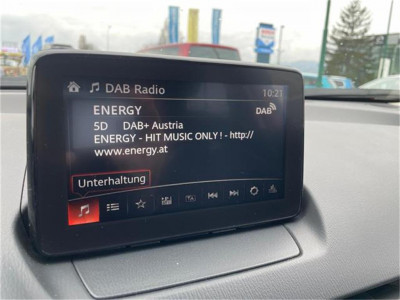 DAB Radio 10:21
ENERGY DAB
5D DAB+ Austria
ENERGY - HIT MUSIC ONLY ! - http://
www.energy.at
Unterhaltung